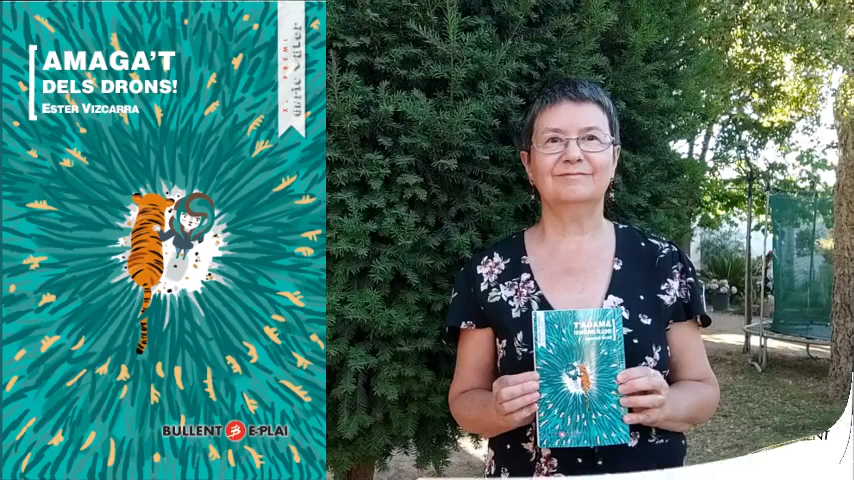 AMAGA'T
DELS DRONS!
ESTER VIZCARRA
PREMI
enric valor
BULLENT E-PLAI